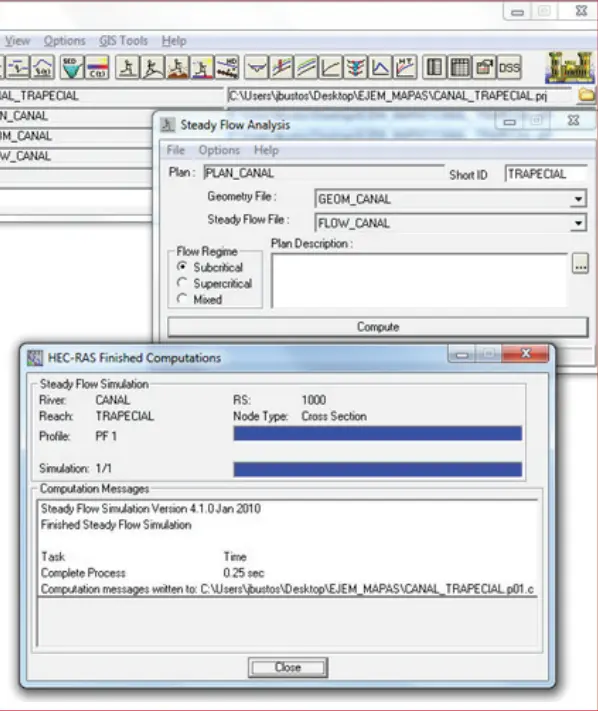 View Options GIS Tools Help
DSS
AL_TRAPECIAL C:\Users\jbustos\Desktop\EJEM_MAPAS\CANAL_TRAPECIAL.prj
N_CANAL
OM_CANAL
W_CANAL
Steady Flow Analysis
File Options Help
Plan : PLAN_CANAL Short ID TRAPECIAL
Geometry File : GEOM_CANAL
Steady Flow File : FLOW_CANAL
Flow Regime Plan Description :
Subcritical ...
Supercritical
Mixed
Compute
HEC-RAS Finished Computations
Steady Flow Simulation
River: CANAL RS: 1000
Reach: TRAPECIAL Node Type: Cross Section
Profile: PF 1
Simulation: 1/1
Computation Messages
Steady Flow Simulation Version 4.1.0 Jan 2010
Finished Steady Flow Simulation
Task Time
Complete Process 0.25 sec
Computation messages written to: C:\Users\jbustos\Desktop\EJEM_MAPAS\CANAL_TRAPECIAL.p01.c
Close